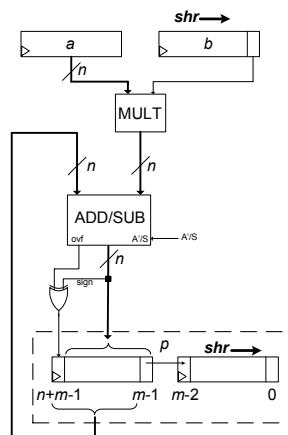 shr
a b
n
MULT
n n
ADD/SUB
ovf A'/S A'/S
n
sign
p shr
n+m-1 m-1 m-2 0